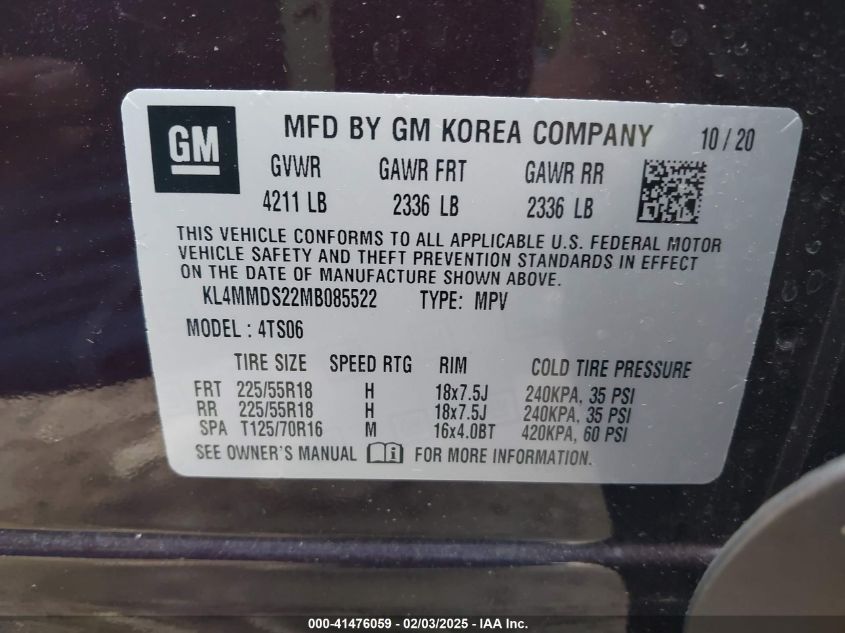 GM
MFD BY GM KOREA COMPANY 10/20
GVWR GAWR FRT GAWR RR
4211 LB 2336 LB 2336 LB
THIS VEHICLE CONFORMS TO ALL APPLICABLE U.S. FEDERAL MOTOR
VEHICLE SAFETY AND THEFT PREVENTION STANDARDS IN EFFECT
ON THE DATE OF MANUFACTURE SHOWN ABOVE.
KL4MMDS22MB085522 TYPE: MPV
MODEL : 4TS06
TIRE SIZE SPEED RTG RIM COLD TIRE PRESSURE
FRT 225/55R18 H 18x7.5J 240KPA, 35 PSI
RR 225/55R18 H 18x7.5J 240KPA, 35 PSI
SPA T125/70R16 M 16x4.0BT 420KPA, 60 PSI
SEE OWNER'S MANUAL i FOR MORE INFORMATION.
000-41476059 - 02/03/2025 - IAA Inc.